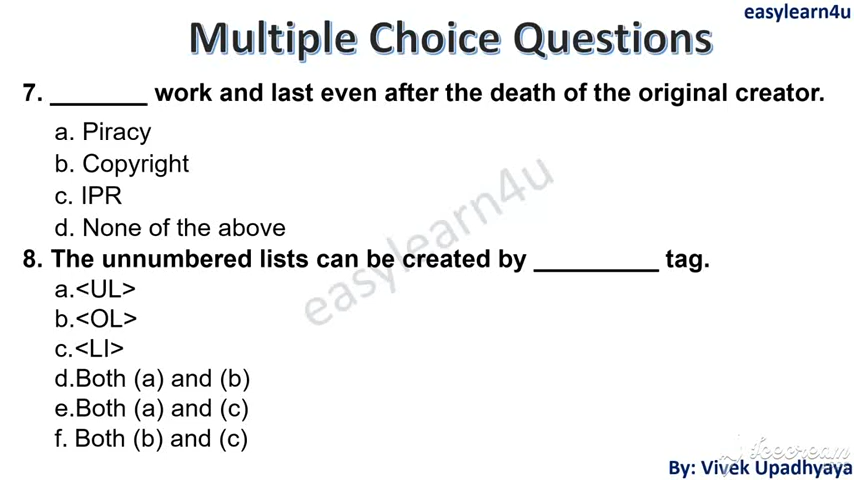 easylearn4u
Multiple Choice Questions
7. _______ work and last even after the death of the original creator.
a. Piracy
b. Copyright
c. IPR
d. None of the above
8. The unnumbered lists can be created by _________ tag.
a.<UL>
b.<OL>
c.<LI>
d.Both (a) and (b)
e.Both (a) and (c)
f. Both (b) and (c)
easylearn4u
Icecream
By: Vivek Upadhyaya